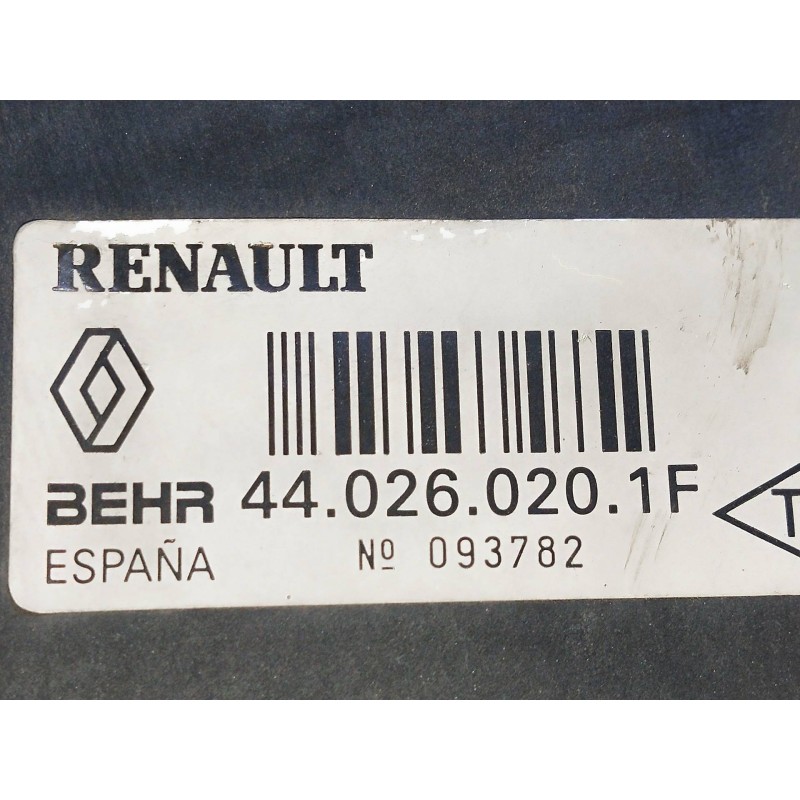 RENAULT
BEHR 44.026.020.1F
ESPAÑA Nº 093782
T